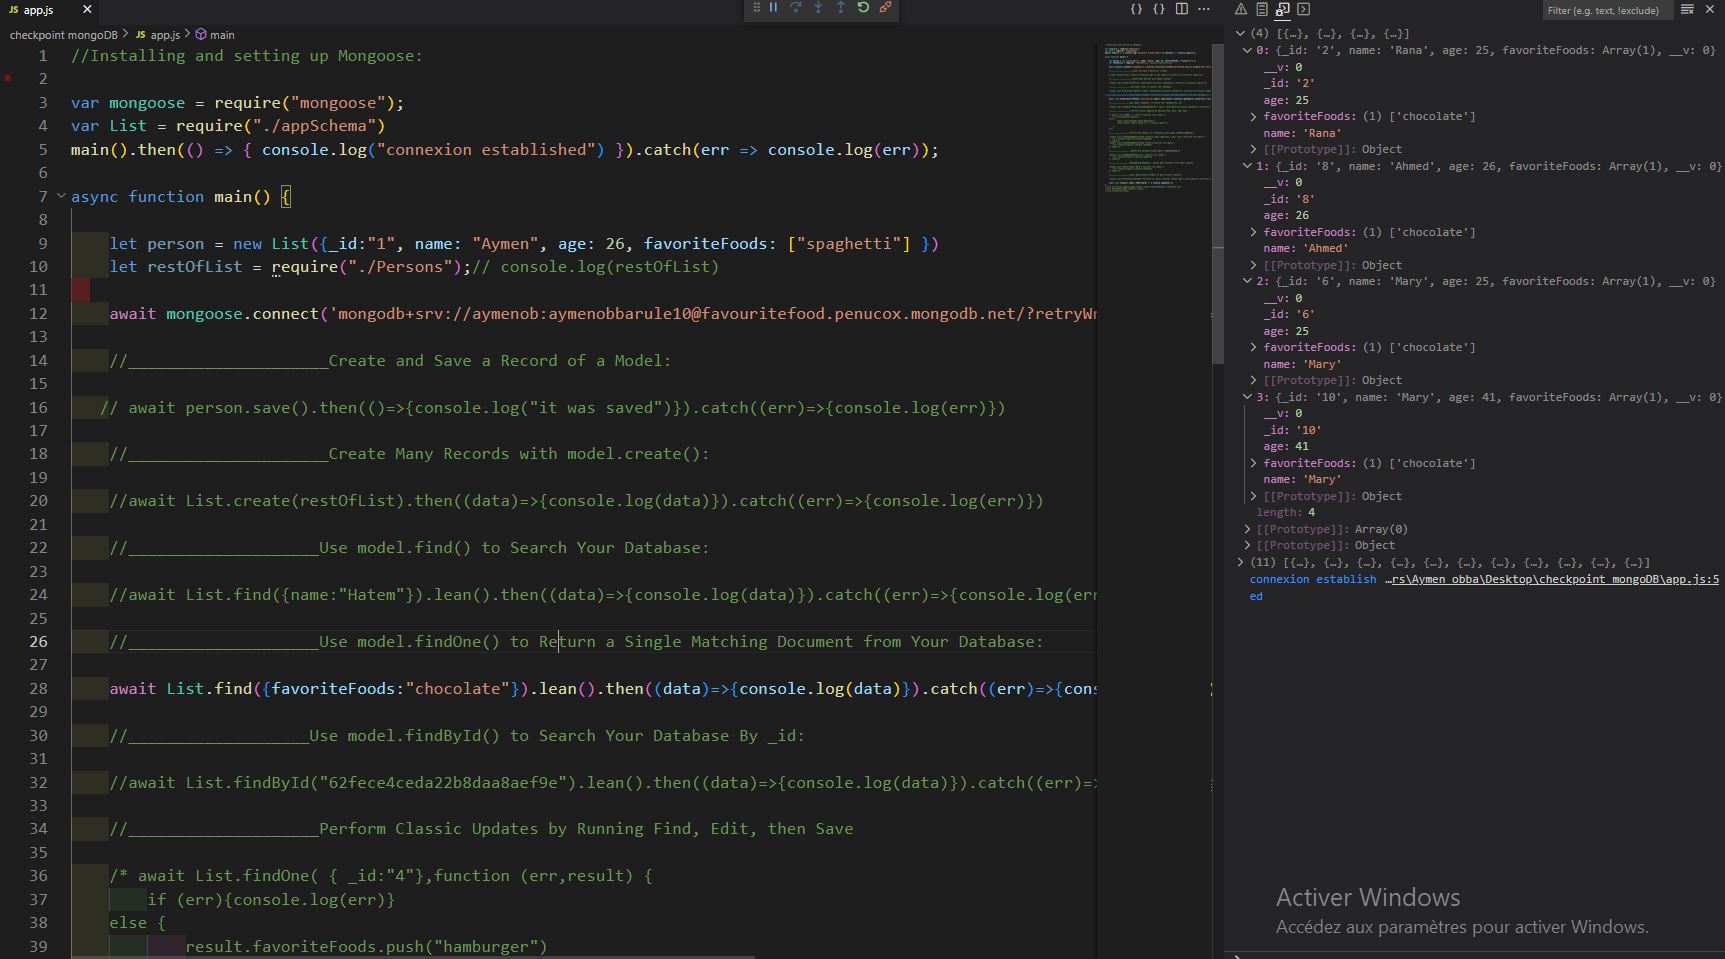 JS app.js ×
checkpoint mongoDB > JS app.js > main
1 //Installing and setting up Mongoose:
2
3 var mongoose = require("mongoose");
4 var List = require("./appSchema")
5 main().then(() => { console.log("connexion established") }).catch(err => console.log(err));
6
7 async function main() {
8
9 let person = new List({_id:"1", name: "Aymen", age: 26, favoriteFoods: ["spaghetti"] })
10 let restOfList = require("./Persons");// console.log(restOfList)
11
12 await mongoose.connect('mongodb+srv://aymenob:aymenobbarule10@favouritefood.penucox.mongodb.net/?retryWr
13
14 //_____________________Create and Save a Record of a Model:
15
16 // await person.save().then(()=>{console.log("it was saved")}).catch((err)=>{console.log(err)})
17
18 //_____________________Create Many Records with model.create():
19
20 //await List.create(restOfList).then((data)=>{console.log(data)}).catch((err)=>{console.log(err)})
21
22 //____________________Use model.find() to Search Your Database:
23
24 //await List.find({name:"Hatem"}).lean().then((data)=>{console.log(data)}).catch((err)=>{console.log(err
25
26 //____________________Use model.findOne() to Return a Single Matching Document from Your Database:
27
28 await List.find({favoriteFoods:"chocolate"}).lean().then((data)=>{console.log(data)}).catch((err)=>{cons
29
30 //___________________Use model.findById() to Search Your Database By _id:
31
32 //await List.findById("62fece4ceda22b8daa8aef9e").lean().then((data)=>{console.log(data)}).catch((err)=>
33
34 //____________________Perform Classic Updates by Running Find, Edit, then Save
35
36 /* await List.findOne( { _id:"4"},function (err,result) {
37 if (err){console.log(err)}
38 else {
39 result.favoriteFoods.push("hamburger")
Filter (e.g. text, !exclude)
(4) [{…}, {…}, {…}, {…}]
0: {_id: '2', name: 'Rana', age: 25, favoriteFoods: Array(1), __v: 0}
__v: 0
_id: '2'
age: 25
favoriteFoods: (1) ['chocolate']
name: 'Rana'
[[Prototype]]: Object
1: {_id: '8', name: 'Ahmed', age: 26, favoriteFoods: Array(1), __v: 0}
__v: 0
_id: '8'
age: 26
favoriteFoods: (1) ['chocolate']
name: 'Ahmed'
[[Prototype]]: Object
2: {_id: '6', name: 'Mary', age: 25, favoriteFoods: Array(1), __v: 0}
__v: 0
_id: '6'
age: 25
favoriteFoods: (1) ['chocolate']
name: 'Mary'
[[Prototype]]: Object
3: {_id: '10', name: 'Mary', age: 41, favoriteFoods: Array(1), __v: 0}
__v: 0
_id: '10'
age: 41
favoriteFoods: (1) ['chocolate']
name: 'Mary'
[[Prototype]]: Object
length: 4
[[Prototype]]: Array(0)
[[Prototype]]: Object
(11) [{…}, {…}, {…}, {…}, {…}, {…}, {…}, {…}, {…}, {…}, {…}]
connexion establish …rs\Aymen obba\Desktop\checkpoint mongoDB\app.js:5
ed
Activer Windows
Accédez aux paramètres pour activer Windows.